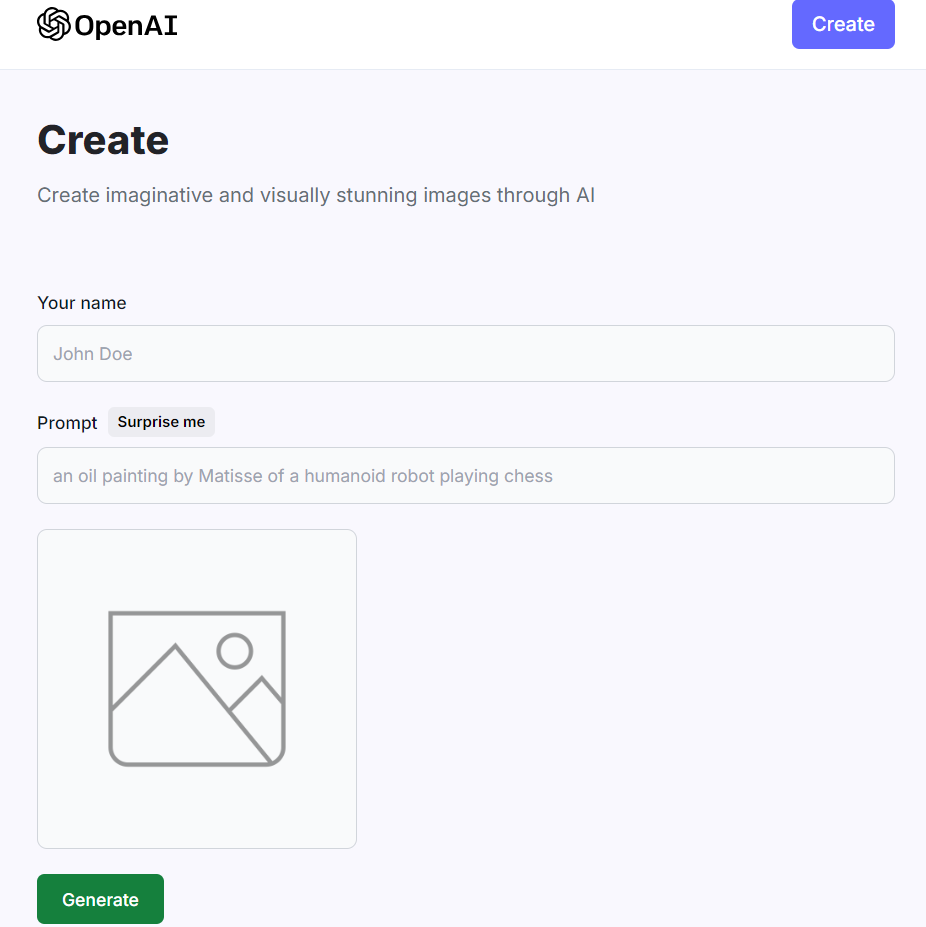 OpenAI
Create
Create
Create imaginative and visually stunning images through AI
Your name
John Doe
Prompt Surprise me
an oil painting by Matisse of a humanoid robot playing chess
Generate